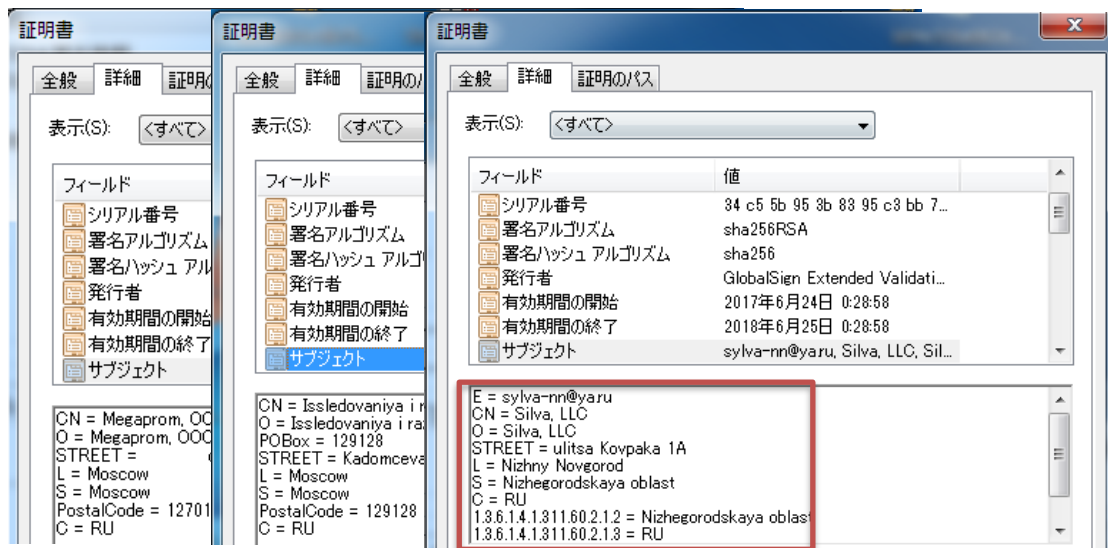 証明書
全般 詳細
表示(S): <すべて>
フィールド
シリアル番号
署名アルゴリズム
署名ハッシュ アル
発行者
有効期間の開始
有効期間の終了
サブジェクト
CN = Megaprom, OO
O = Megaprom, OOO
STREET =
L = Moscow
S = Moscow
PostalCode = 12701
C = RU
証明書
全般 詳細 証明のパ
表示(S): <すべて>
フィールド
シリアル番号
署名アルゴリズム
署名ハッシュ アルゴ
発行者
有効期間の開始
有効期間の終了
サブジェクト
CN = Issledovaniya i r
O = Issledovaniya i ra
POBox = 129128
STREET = Kadomceva
L = Moscow
S = Moscow
PostalCode = 129128
C = RU
証明書
全般 詳細 証明のパス
表示(S): <すべて>
フィールド 値
シリアル番号 34 c5 5b 95 3b 83 95 c3 bb 7...
署名アルゴリズム sha256RSA
署名ハッシュ アルゴリズム sha256
発行者 GlobalSign Extended Validati...
有効期間の開始 2017年6月24日 0:28:58
有効期間の終了 2018年6月25日 0:28:58
サブジェクト sylva-nn@ya.ru, Silva, LLC, Sil...
E = sylva-nn@ya.ru
CN = Silva, LLC
O = Silva, LLC
STREET = ulitsa Kovpaka 1A
L = Nizhny Novgorod
S = Nizhegorodskaya oblast
C = RU
1.3.6.1.4.1.311.60.2.1.2 = Nizhegorodskaya oblast
1.3.6.1.4.1.311.60.2.1.3 = RU